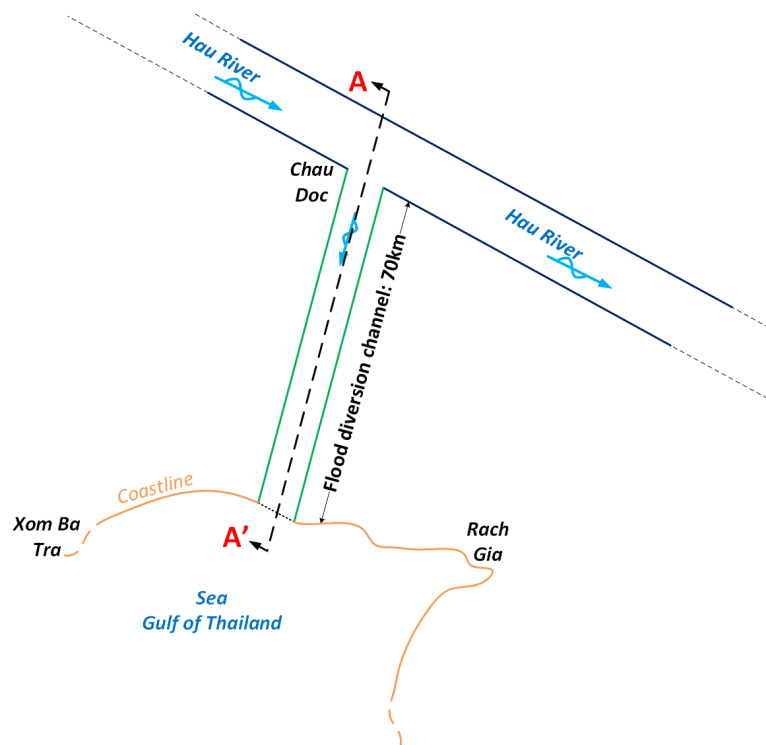 Hau River
A
Chau
Doc
Hau River
Flood diversion channel: 70km
Coastline
Xom Ba
Tra
A’
Rach
Gia
Sea
Gulf of Thailand